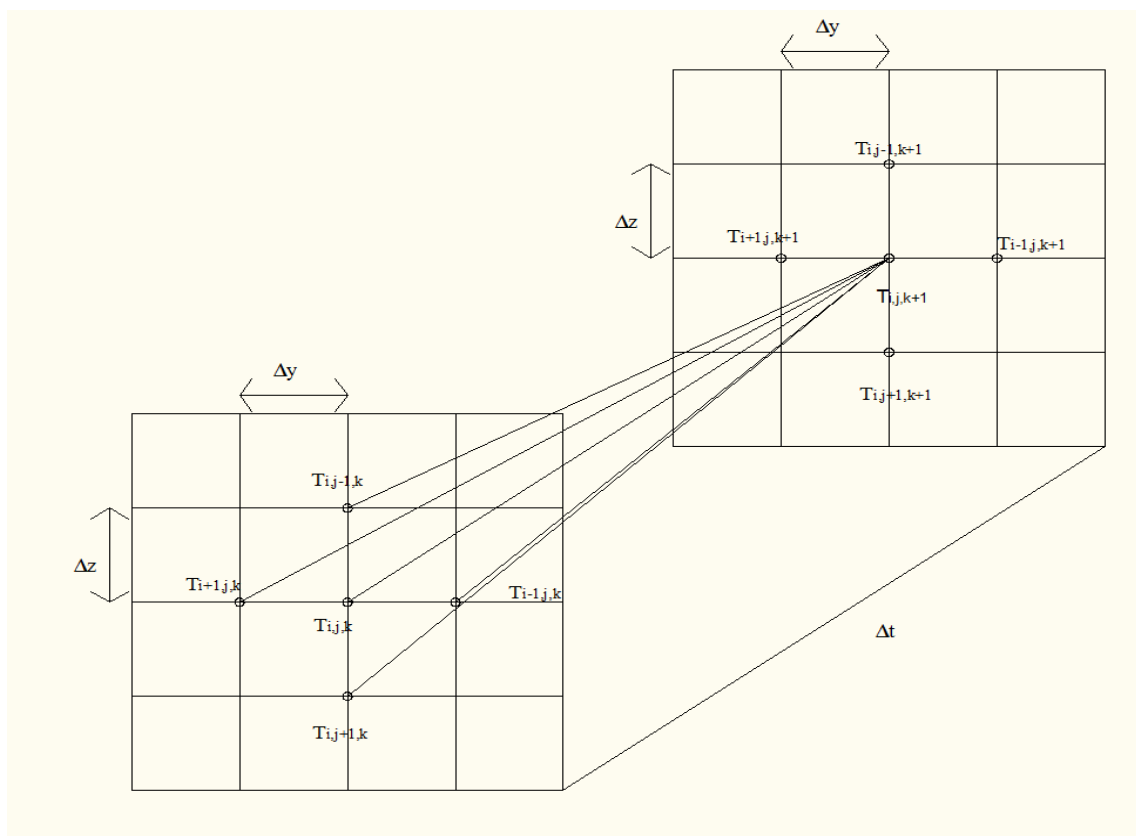 Δy
Ti,j-1,k+1
Δz
Ti+1,j,k+1
Ti-1,j,k+1
Ti,j,k+1
Δy
Ti,j+1,k+1
Ti,j-1,k
Δz
Ti+1,j,k
Ti-1,j,k
Ti,j,k
Δt
Ti,j+1,k